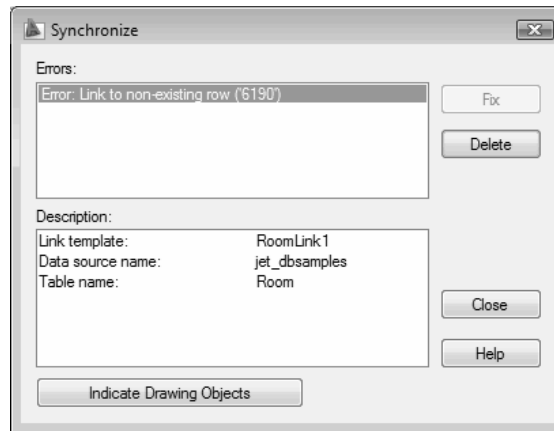 Synchronize
Errors:
Error: Link to non-existing row ('6190')
Fix
Delete
Description:
Link template: RoomLink1
Data source name: jet_dbsamples
Table name: Room
Close
Help
Indicate Drawing Objects